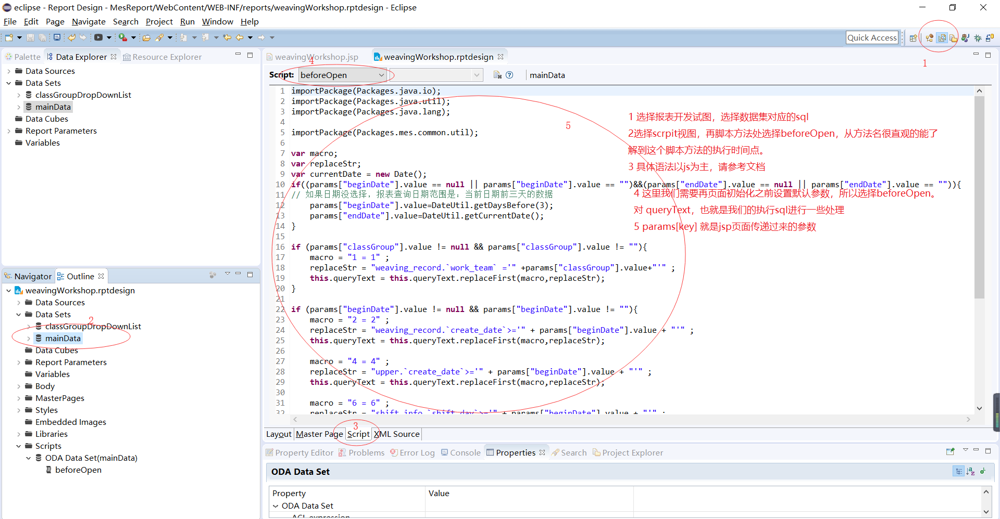 eclipse - Report Design - MesReport/WebContent/WEB-INF/reports/weavingWorkshop.rptdesign - Eclipse
File Edit Page Navigate Search Project Run Window Help
Quick Access
1
Palette Data Explorer Resource Explorer
Data Sources
Data Sets
classGroupDropDownList
mainData
Data Cubes
Report Parameters
Variables
Navigator Outline
weavingWorkshop.rptdesign
Data Sources
Data Sets
2
classGroupDropDownList
mainData
Data Cubes
Report Parameters
Variables
Body
MasterPages
Styles
Embedded Images
Libraries
Scripts
ODA Data Set(mainData)
beforeOpen
weavingWorkshop.jsp weavingWorkshop.rptdesign
4
Script: beforeOpen mainData
1 importPackage(Packages.java.io);
2 importPackage(Packages.java.util);
3 importPackage(Packages.java.lang);
4
5 importPackage(Packages.mes.common.util);
6
7 var macro;
8 var replaceStr;
9 var currentDate = new Date();
10 if((params["beginDate"].value == null || params["beginDate"].value == "")&&(params["endDate"].value == null || params["endDate"].value == "")){
11 // 如果日期没选择，报表查询日期范围是：当前日期前三天的数据
12 params["beginDate"].value=DateUtil.getDaysBefore(3);
13 params["endDate"].value=DateUtil.getCurrentDate();
14 }
15
16 if (params["classGroup"].value != null && params["classGroup"].value != ""){
17 macro = "1 = 1" ;
18 replaceStr = "weaving_record.`work_team` ='" +params["classGroup"].value+"'" ;
19 this.queryText = this.queryText.replaceFirst(macro,replaceStr);
20 }
21
22 if (params["beginDate"].value != null && params["beginDate"].value != ""){
23 macro = "2 = 2" ;
24 replaceStr = "weaving_record.`create_date`>='" + params["beginDate"].value + "'" ;
25 this.queryText = this.queryText.replaceFirst(macro,replaceStr);
26
27 macro = "4 = 4" ;
28 replaceStr = "upper.`create_date`>='" + params["beginDate"].value + "'" ;
29 this.queryText = this.queryText.replaceFirst(macro,replaceStr);
30
31 macro = "6 = 6" ;
32 replaceStr = "shift_info.`shift_day`>='" + params["beginDate"].value + "'" ;
5
1 选择报表开发试图，选择数据集对应的sql
2选择scrpit视图，再脚本方法处选择beforeOpen，从方法名很直观的能了
解到这个脚本方法的执行时间点。
3 具体语法以js为主，请参考文档
4 这里我们需要再页面初始化之前设置默认参数，所以选择beforeOpen。
对 queryText，也就是我们的执行sql进行一些处理
5 params[key] 就是jsp页面传递过来的参数
3
Layout Master Page Script XML Source
Property Editor Problems Error Log Console Properties Search Project Explorer
ODA Data Set
Property Value
ODA Data Set
ACL expression